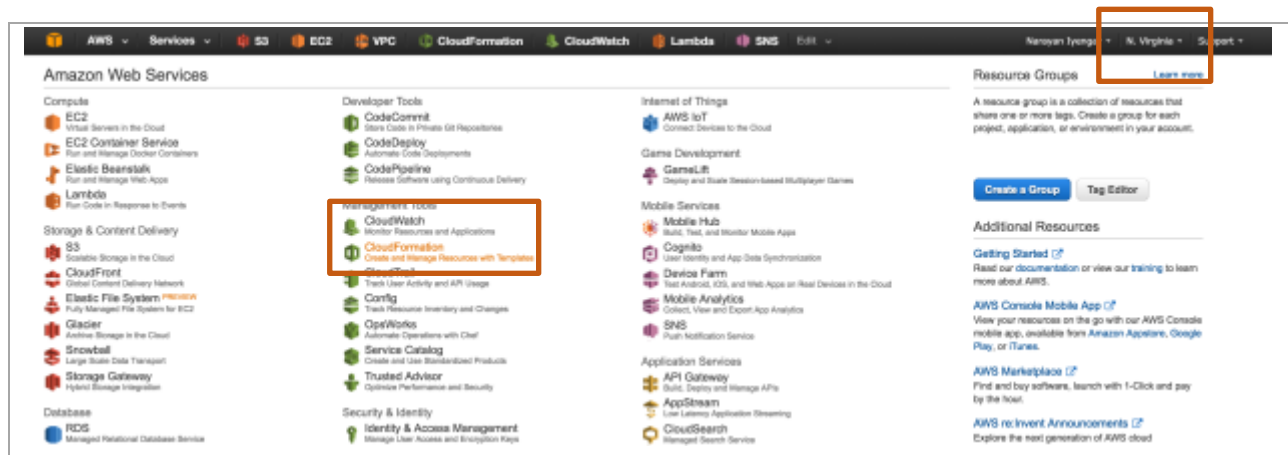 AWS Services S3 EC2 VPC CloudFormation CloudWatch Lambda SNS Edit Narayan Iyengar N. Virginia Support
Amazon Web Services
Compute
EC2
Virtual Servers in the Cloud
EC2 Container Service
Run and Manage Docker Containers
Elastic Beanstalk
Run and Manage Web Apps
Lambda
Run Code in Response to Events
Storage & Content Delivery
S3
Scalable Storage in the Cloud
CloudFront
Global Content Delivery Network
Elastic File System PREVIEW
Fully Managed File System for EC2
Glacier
Archive Storage in the Cloud
Snowball
Large Scale Data Transport
Storage Gateway
Hybrid Storage Integration
Database
RDS
Managed Relational Database Service
Developer Tools
CodeCommit
Store Code in Private Git Repositories
CodeDeploy
Automate Code Deployments
CodePipeline
Release Software using Continuous Delivery
Management Tools
CloudWatch
Monitor Resources and Applications
CloudFormation
Create and Manage Resources with Templates
CloudTrail
Track User Activity and API Usage
Config
Track Resource Inventory and Changes
OpsWorks
Automate Operations with Chef
Service Catalog
Create and Use Standardized Products
Trusted Advisor
Optimize Performance and Security
Security & Identity
Identity & Access Management
Manage User Access and Encryption Keys
Internet of Things
AWS IoT
Connect Devices to the Cloud
Game Development
GameLift
Deploy and Scale Session-based Multiplayer Games
Mobile Services
Mobile Hub
Build, Test, and Monitor Mobile Apps
Cognito
User Identity and App Data Synchronization
Device Farm
Test Android, iOS, and Web Apps on Real Devices in the Cloud
Mobile Analytics
Collect, View and Export App Analytics
SNS
Push Notification Service
Application Services
API Gateway
Build, Deploy and Manage APIs
AppStream
Low Latency Application Streaming
CloudSearch
Managed Search Service
Resource Groups Learn more
A resource group is a collection of resources that
share one or more tags. Create a group for each
project, application, or environment in your account.
Create a Group Tag Editor
Additional Resources
Getting Started
Read our documentation or view our training to learn
more about AWS.
AWS Console Mobile App
View your resources on the go with our AWS Console
mobile app, available from Amazon Appstore, Google
Play, or iTunes.
AWS Marketplace
Find and buy software, launch with 1-Click and pay
by the hour.
AWS re:Invent Announcements
Explore the next generation of AWS cloud